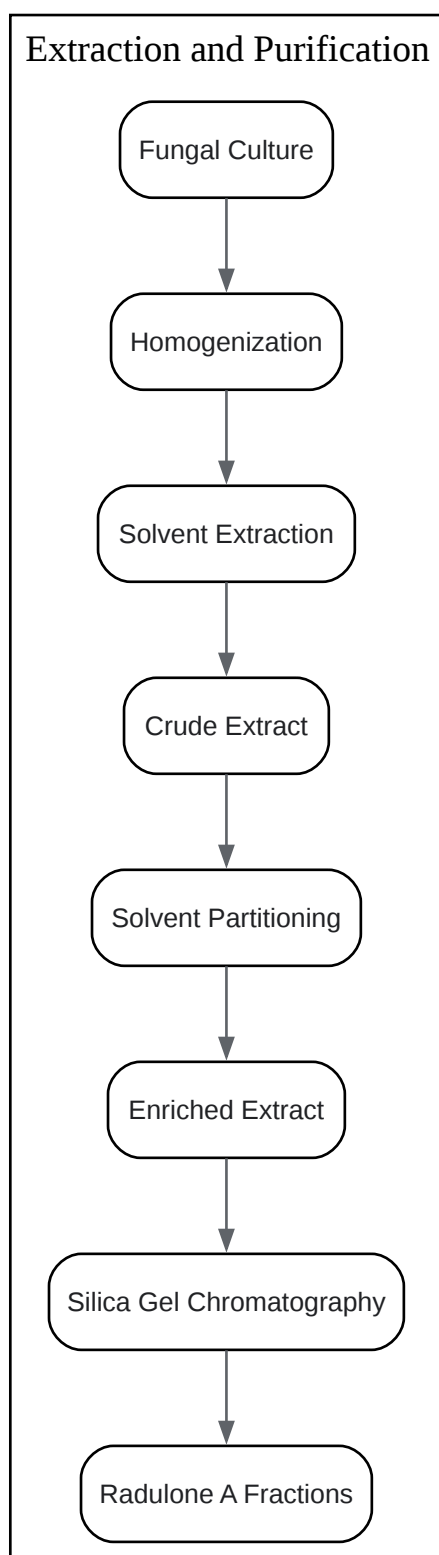 Extraction and Purification
Fungal Culture
Homogenization
Solvent Extraction
Crude Extract
Solvent Partitioning
Enriched Extract
Silica Gel Chromatography
Radulone A Fractions